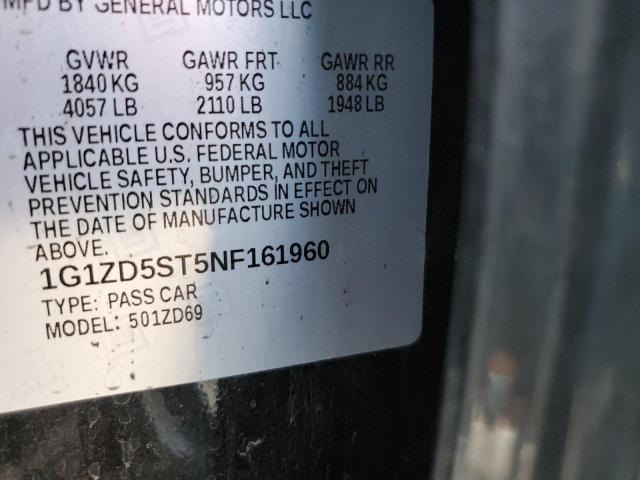 MFD BY GENERAL MOTORS LLC
GVWR GAWR FRT GAWR RR
1840 KG 957 KG 884 KG
4057 LB 2110 LB 1948 LB
THIS VEHICLE CONFORMS TO ALL
APPLICABLE U.S. FEDERAL MOTOR
VEHICLE SAFETY, BUMPER, AND THEFT
PREVENTION STANDARDS IN EFFECT ON
THE DATE OF MANUFACTURE SHOWN
ABOVE.
1G1ZD5ST5NF161960
TYPE: PASS CAR
MODEL: 501ZD69